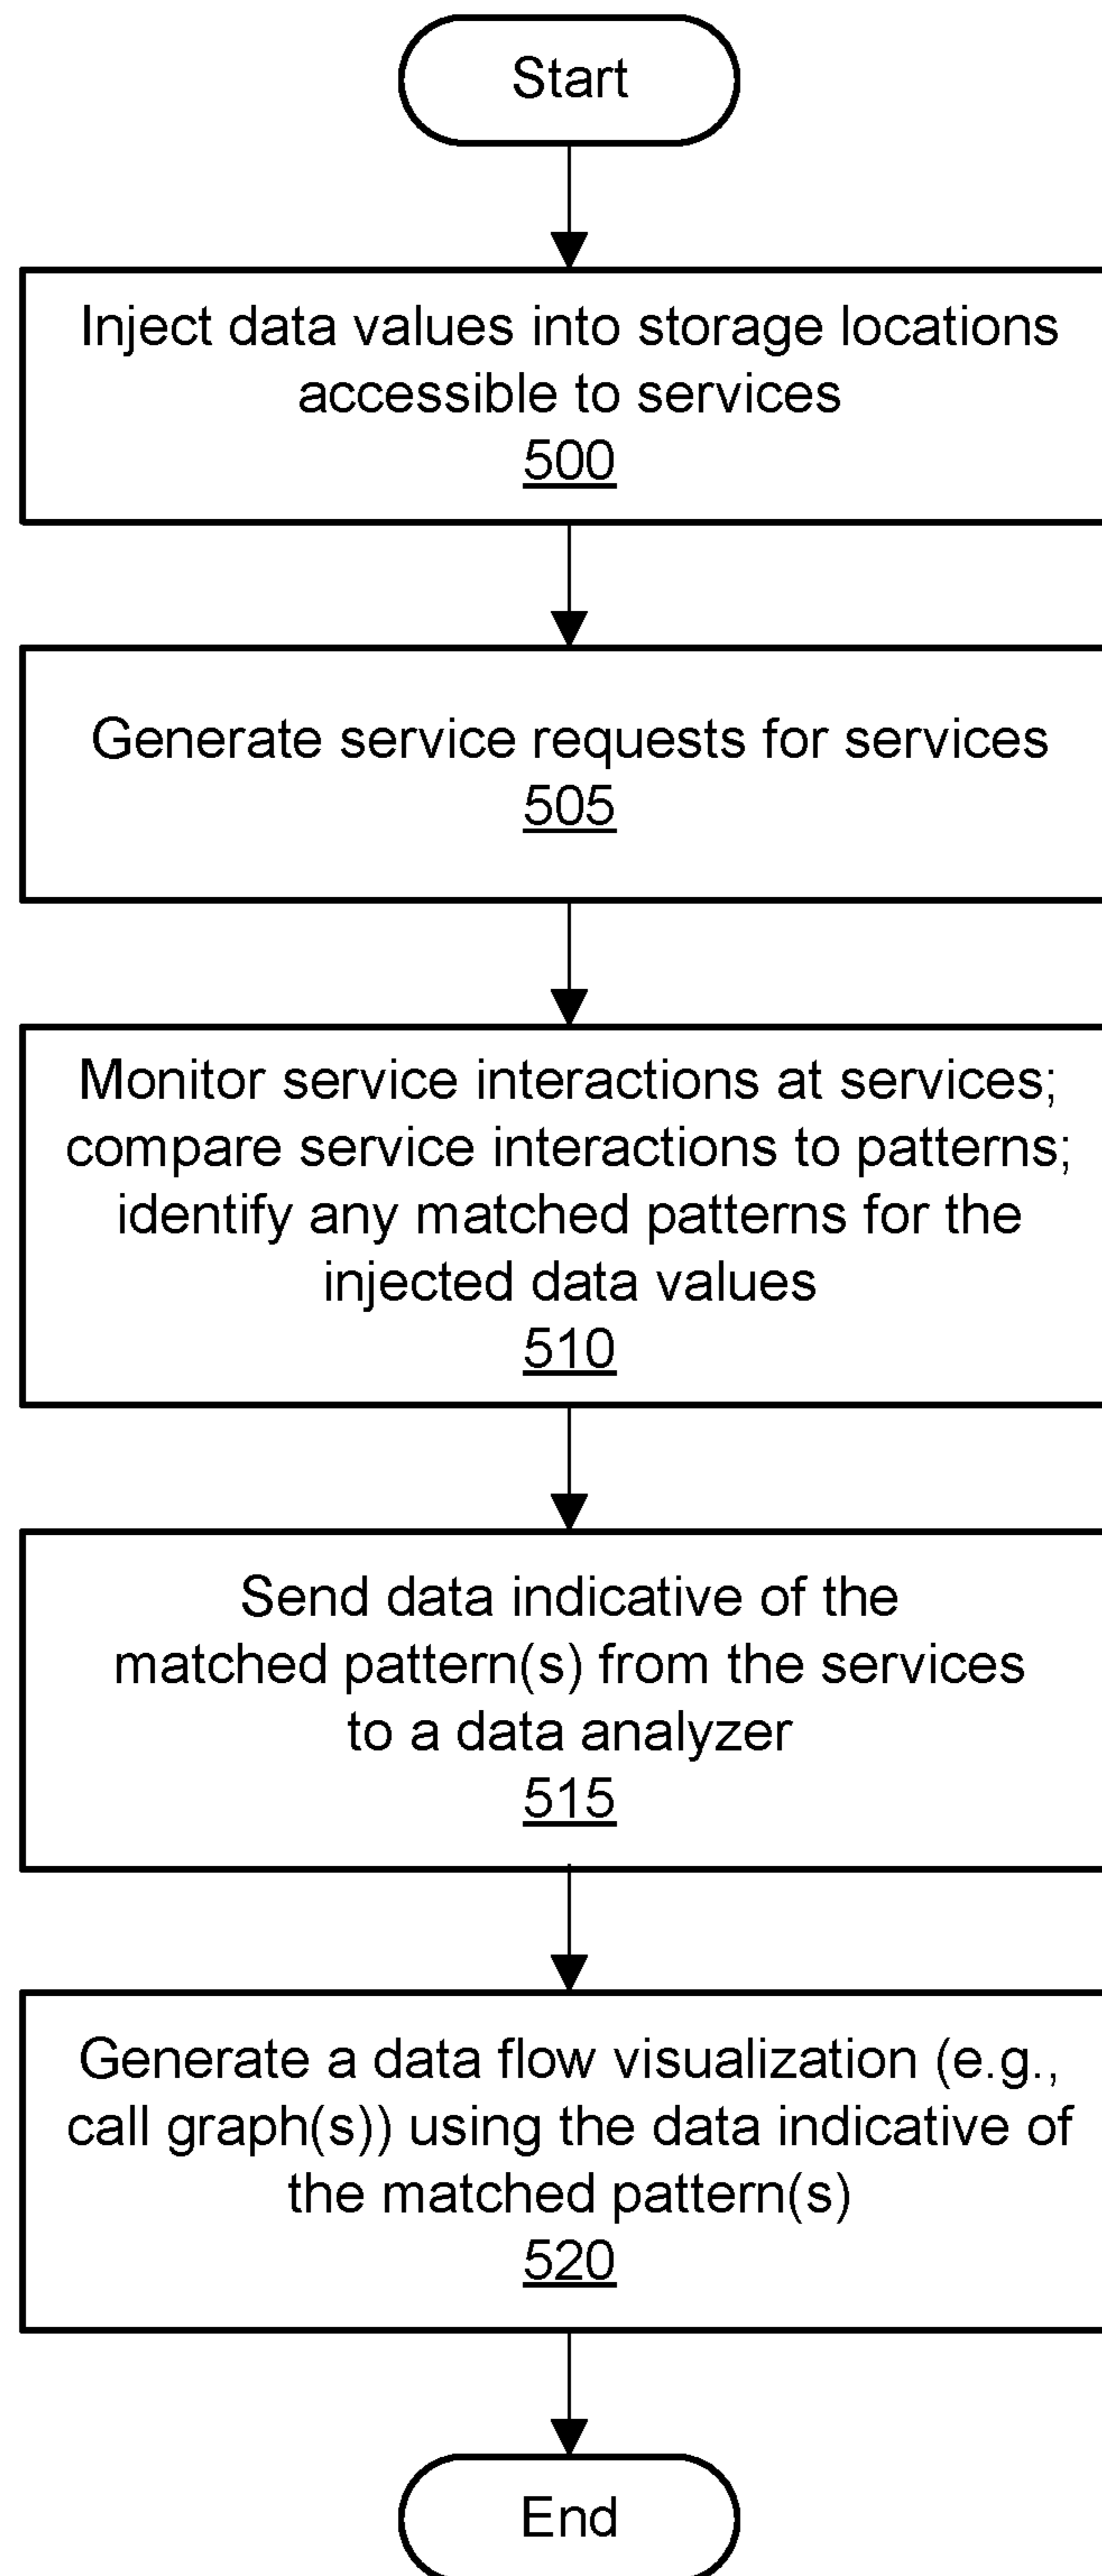 Start
Inject data values into storage locations
accessible to services
500
Generate service requests for services
505
Monitor service interactions at services;
compare service interactions to patterns;
identify any matched patterns for the
injected data values
510
Send data indicative of the
matched pattern(s) from the services
to a data analyzer
515
Generate a data flow visualization (e.g.,
call graph(s)) using the data indicative of
the matched pattern(s)
520
End